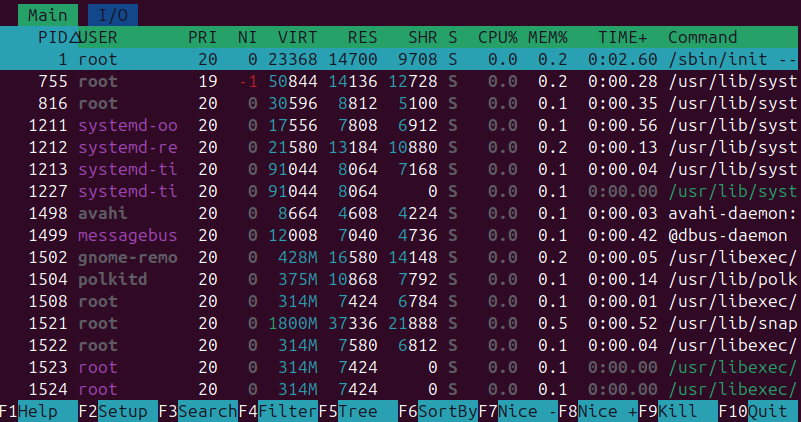 Main I/O
PID△USER PRI NI VIRT RES SHR S CPU% MEM% TIME+ Command
1 root 20 0 23368 14700 9708 S 0.0 0.2 0:02.60 /sbin/init --
755 root 19 -1 50844 14136 12728 S 0.0 0.2 0:00.28 /usr/lib/syst
816 root 20 0 30596 8812 5100 S 0.0 0.1 0:00.35 /usr/lib/syst
1211 systemd-oo 20 0 17556 7808 6912 S 0.0 0.1 0:00.56 /usr/lib/syst
1212 systemd-re 20 0 21580 13184 10880 S 0.0 0.2 0:00.13 /usr/lib/syst
1213 systemd-ti 20 0 91044 8064 7168 S 0.0 0.1 0:00.04 /usr/lib/syst
1227 systemd-ti 20 0 91044 8064 0 S 0.0 0.1 0:00.00 /usr/lib/syst
1498 avahi 20 0 8664 4608 4224 S 0.0 0.1 0:00.03 avahi-daemon:
1499 messagebus 20 0 12008 7040 4736 S 0.0 0.1 0:00.42 @dbus-daemon
1502 gnome-remo 20 0 428M 16580 14148 S 0.0 0.2 0:00.05 /usr/libexec/
1504 polkitd 20 0 375M 10868 7792 S 0.0 0.1 0:00.14 /usr/lib/polk
1508 root 20 0 314M 7424 6784 S 0.0 0.1 0:00.01 /usr/libexec/
1521 root 20 0 1800M 37336 21888 S 0.0 0.5 0:00.52 /usr/lib/snap
1522 root 20 0 314M 7580 6812 S 0.0 0.1 0:00.04 /usr/libexec/
1523 root 20 0 314M 7424 0 S 0.0 0.1 0:00.00 /usr/libexec/
1524 root 20 0 314M 7424 0 S 0.0 0.1 0:00.00 /usr/libexec/
F1Help F2Setup F3SearchF4FilterF5Tree F6SortByF7Nice -F8Nice +F9Kill F10Quit